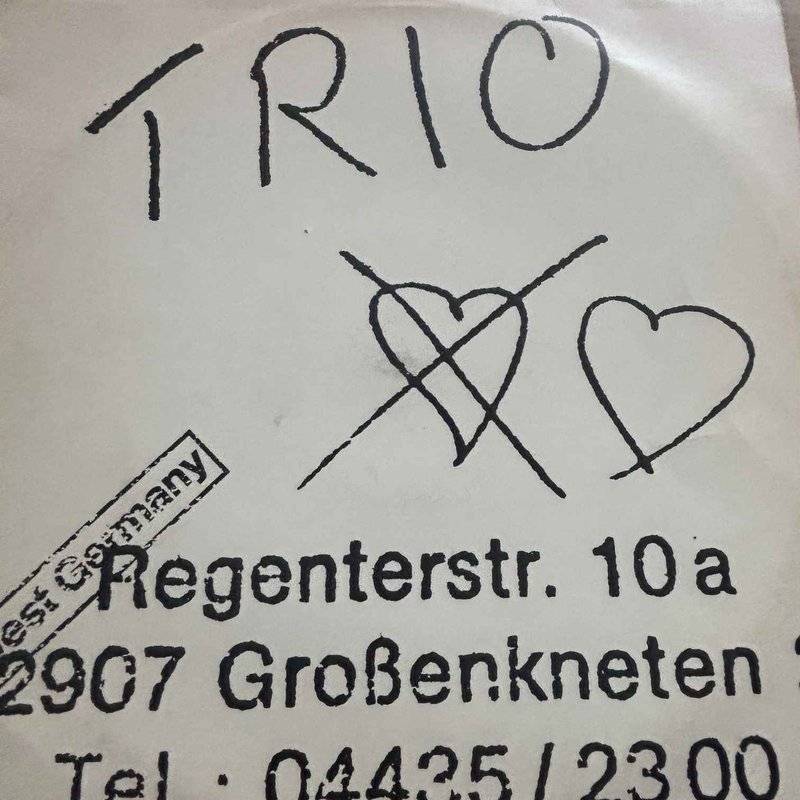 TRIO
West Germany
Regenterstr. 10 a
2907 Großenkneten
Tel.: 04435/2300